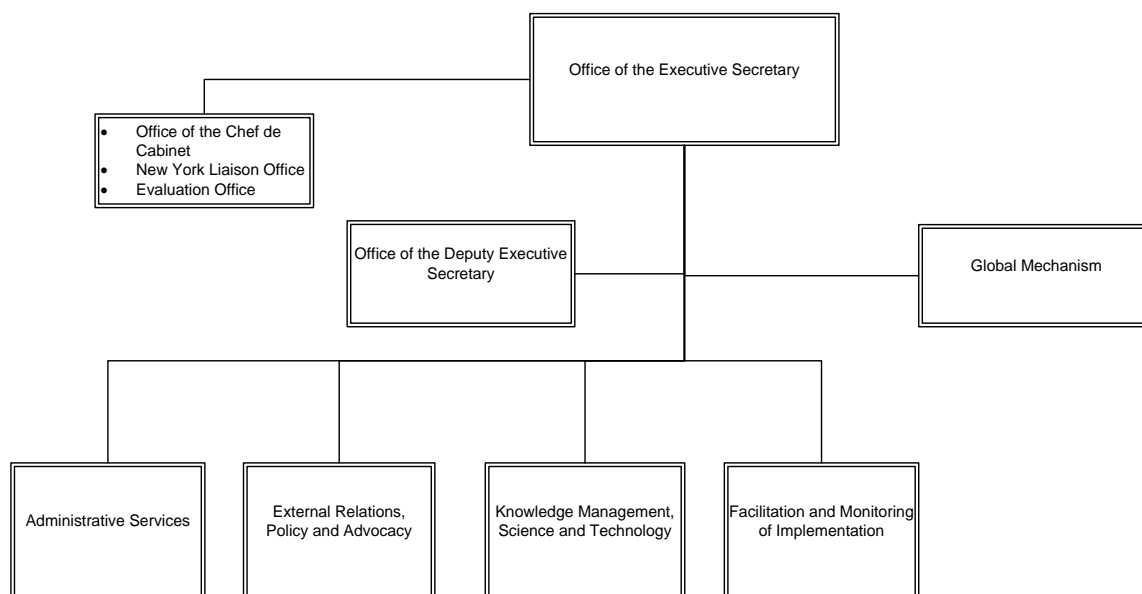 Office of the Executive Secretary
• Office of the Chef de
Cabinet
• New York Liaison Office
• Evaluation Office
Office of the Deputy Executive
Secretary
Global Mechanism
Administrative Services
External Relations,
Policy and Advocacy
Knowledge Management,
Science and Technology
Facilitation and Monitoring
of Implementation